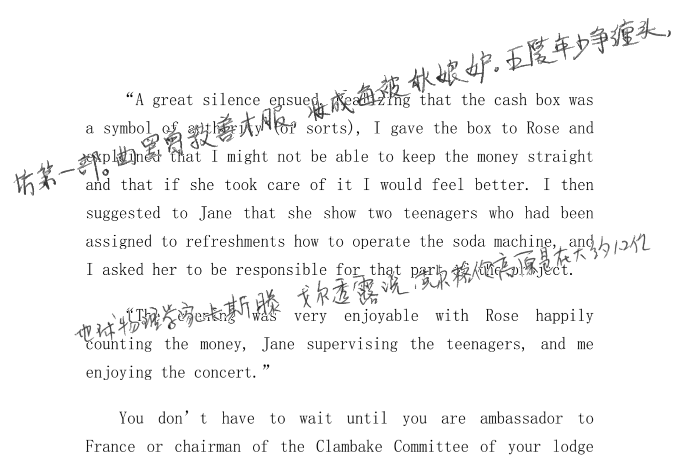 坊第一部。曲罢曾教善才服。妆成每被秋娘妒。五陵年少争缠头，
“A great silence ensued. Realizing that the cash box was
a symbol of authority (of sorts), I gave the box to Rose and
explained that I might not be able to keep the money straight
and that if she took care of it I would feel better. I then
suggested to Jane that she show two teenagers who had been
assigned to refreshments how to operate the soda machine, and
I asked her to be responsible for that part of the project.
地球物理学家卡斯滕 戈尔透露说，高原是在大约12亿
“The evening was very enjoyable with Rose happily
counting the money, Jane supervising the teenagers, and me
enjoying the concert.”
You don’t have to wait until you are ambassador to
France or chairman of the Clambake Committee of your lodge